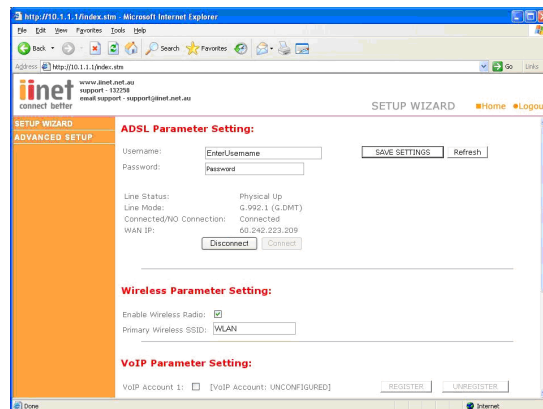 http://10.1.1.1/index.stm - Microsoft Internet Explorer
File Edit View Favorites Tools Help
Back Search Favorites
Address http://10.1.1.1/index.stm Go Links
iinet
connect better
www.iinet.net.au
support - 132258
email support - support@iinet.net.au
SETUP WIZARD Home Logou
SETUP WIZARD
ADVANCED SETUP
ADSL Parameter Setting:
Username: EnterUsername SAVE SETTINGS Refresh
Password: Password
Line Status: Physical Up
Line Mode: G.992.1 (G.DMT)
Connected/NO Connection: Connected
WAN IP: 60.242.223.209
Disconnect Connect
Wireless Parameter Setting:
Enable Wireless Radio:
Primary Wireless SSID: WLAN
VoIP Parameter Setting:
VoIP Account 1: [VoIP Account: UNCONFIGURED] REGISTER UNREGISTER
Done Internet